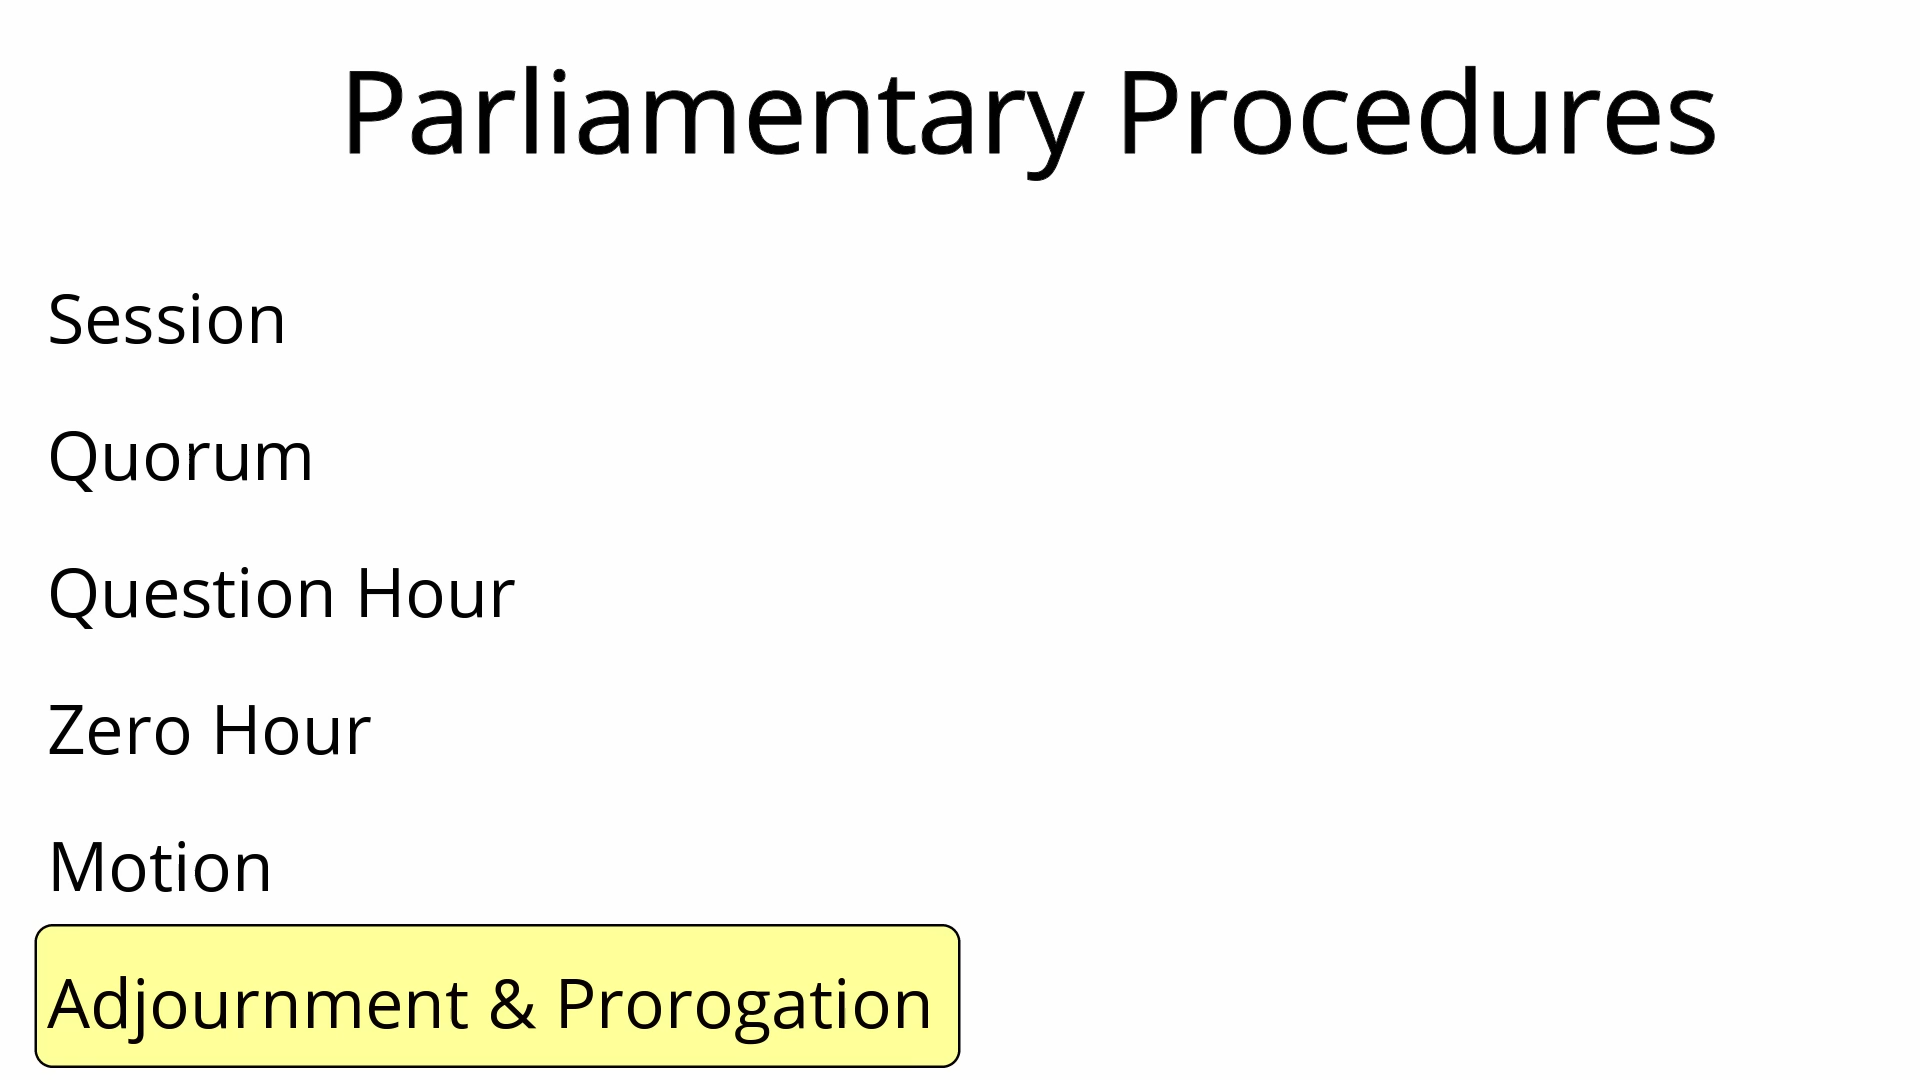 Parliamentary Procedures
Session
Quorum
Question Hour
Zero Hour
Motion
Adjournment & Prorogation